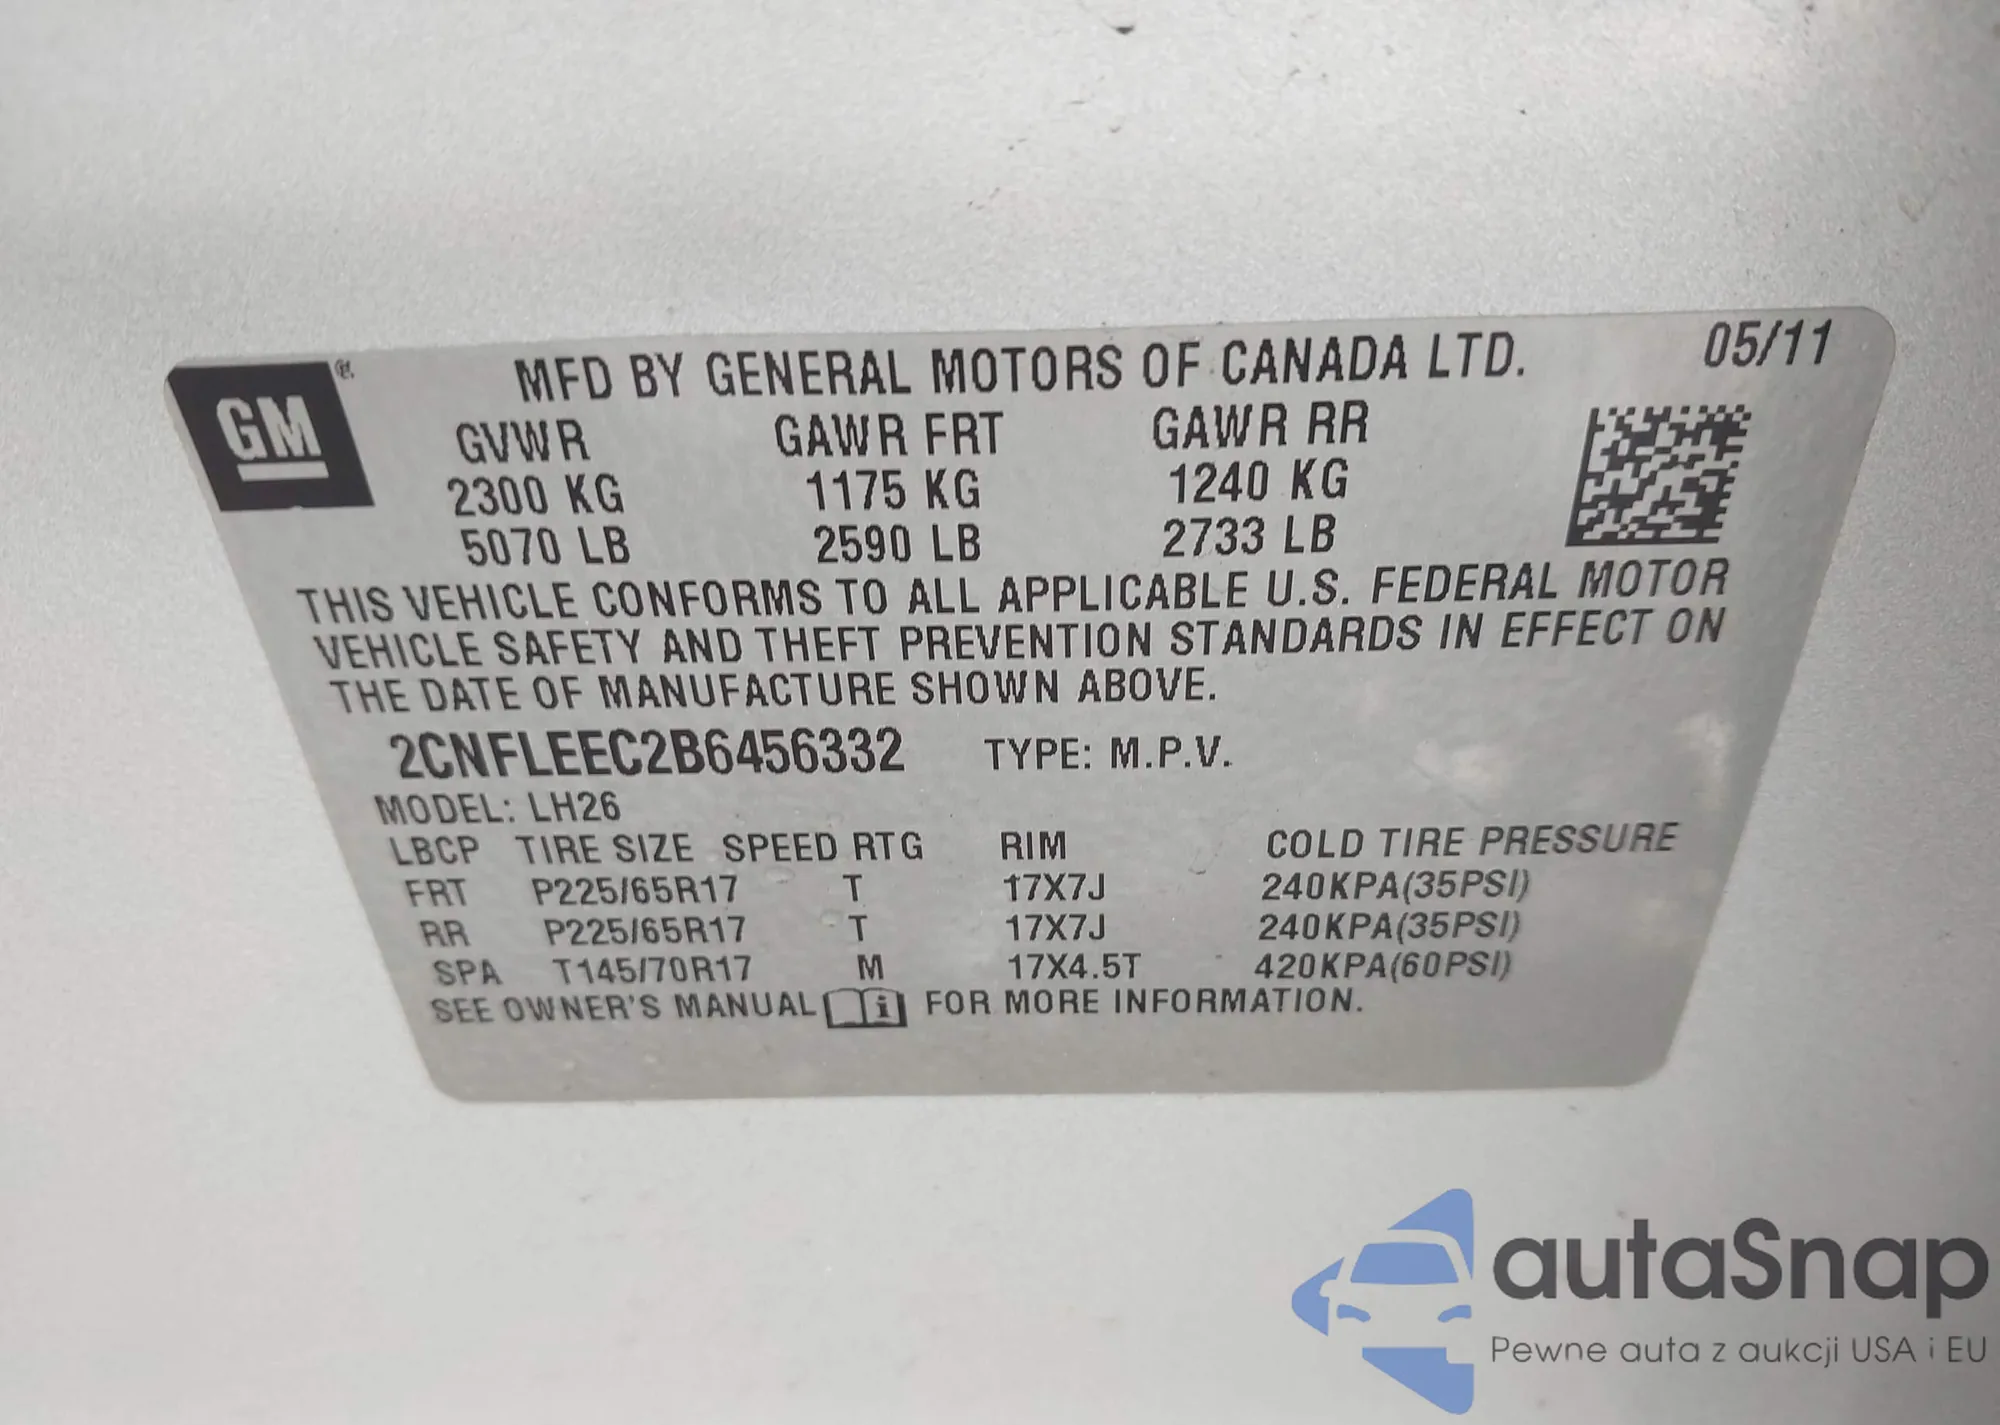 GM
MFD BY GENERAL MOTORS OF CANADA LTD. 05/11
GVWR GAWR FRT GAWR RR
2300 KG 1175 KG 1240 KG
5070 LB 2590 LB 2733 LB
THIS VEHICLE CONFORMS TO ALL APPLICABLE U.S. FEDERAL MOTOR
VEHICLE SAFETY AND THEFT PREVENTION STANDARDS IN EFFECT ON
THE DATE OF MANUFACTURE SHOWN ABOVE.
2CNFLEEC2B6456332 TYPE: M.P.V.
MODEL: LH26
LBCP TIRE SIZE SPEED RTG RIM COLD TIRE PRESSURE
FRT P225/65R17 T 17X7J 240KPA(35PSI)
RR P225/65R17 T 17X7J 240KPA(35PSI)
SPA T145/70R17 M 17X4.5T 420KPA(60PSI)
SEE OWNER'S MANUAL i FOR MORE INFORMATION.
autaSnap
Pewne auta z aukcji USA i EU